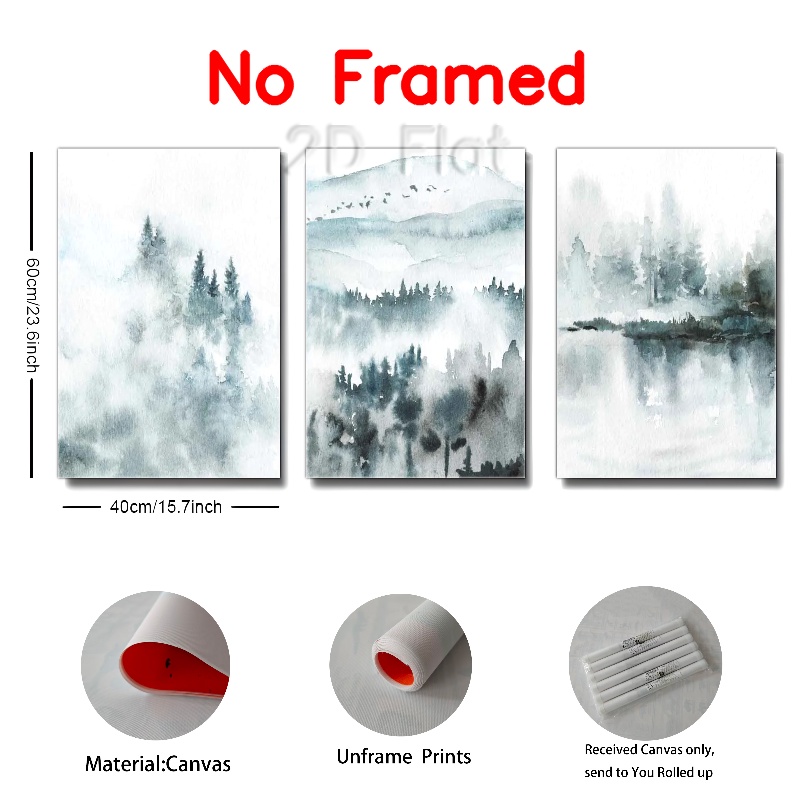 No Framed
2D Flat
60cm/23.6inch
40cm/15.7inch
Material:Canvas
Unframe Prints
Received Canvas only,
send to You Rolled up